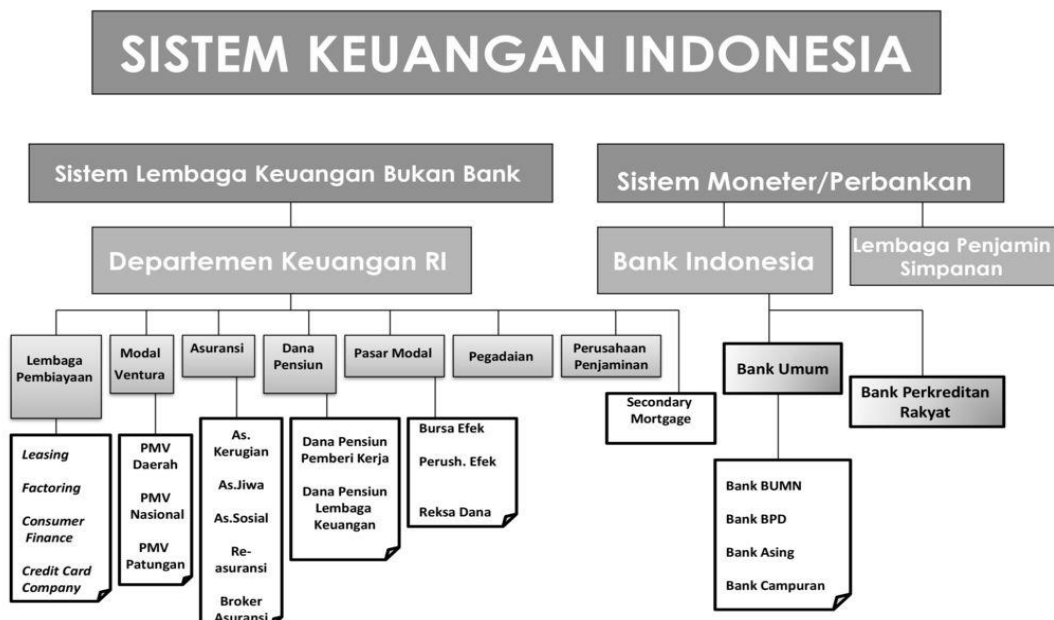 SISTEM KEUANGAN INDONESIA
Sistem Lembaga Keuangan Bukan Bank
Sistem Moneter/Perbankan
Departemen Keuangan RI
Bank Indonesia
Lembaga Penjamin
Simpanan
Lembaga
Pembiayaan
Modal
Ventura
Asuransi
Dana
Pensiun
Pasar Modal
Pegadaian
Perusahaan
Penjaminan
Secondary
Mortgage
Bank Umum
Bank Perkreditan
Rakyat
Leasing
Factoring
Consumer
Finance
Credit Card
Company
PMV
Daerah
PMV
Nasional
PMV
Patungan
As.
Kerugian
As.Jiwa
As.Sosial
Re-
asuransi
Broker
Asuransi
Dana Pensiun
Pemberi Kerja
Dana Pensiun
Lembaga
Keuangan
Bursa Efek
Perush. Efek
Reksa Dana
Bank BUMN
Bank BPD
Bank Asing
Bank Campuran